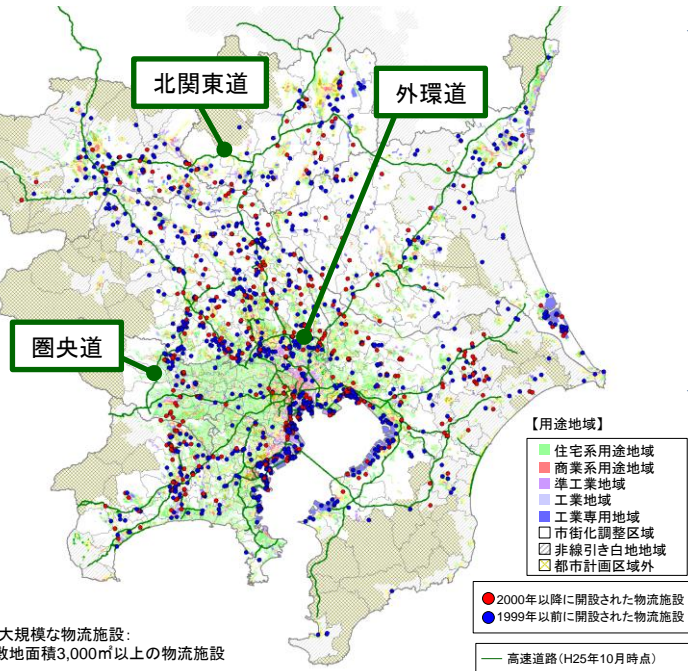 北関東道
外環道
圏央道
【用途地域】
住宅系用途地域
商業系用途地域
準工業地域
工業地域
工業専用地域
市街化調整区域
非線引き白地地域
都市計画区域外
2000年以降に開設された物流施設
1999年以前に開設された物流施設
高速道路(H25年10月時点)
大規模な物流施設:
敷地面積3,000㎡以上の物流施設